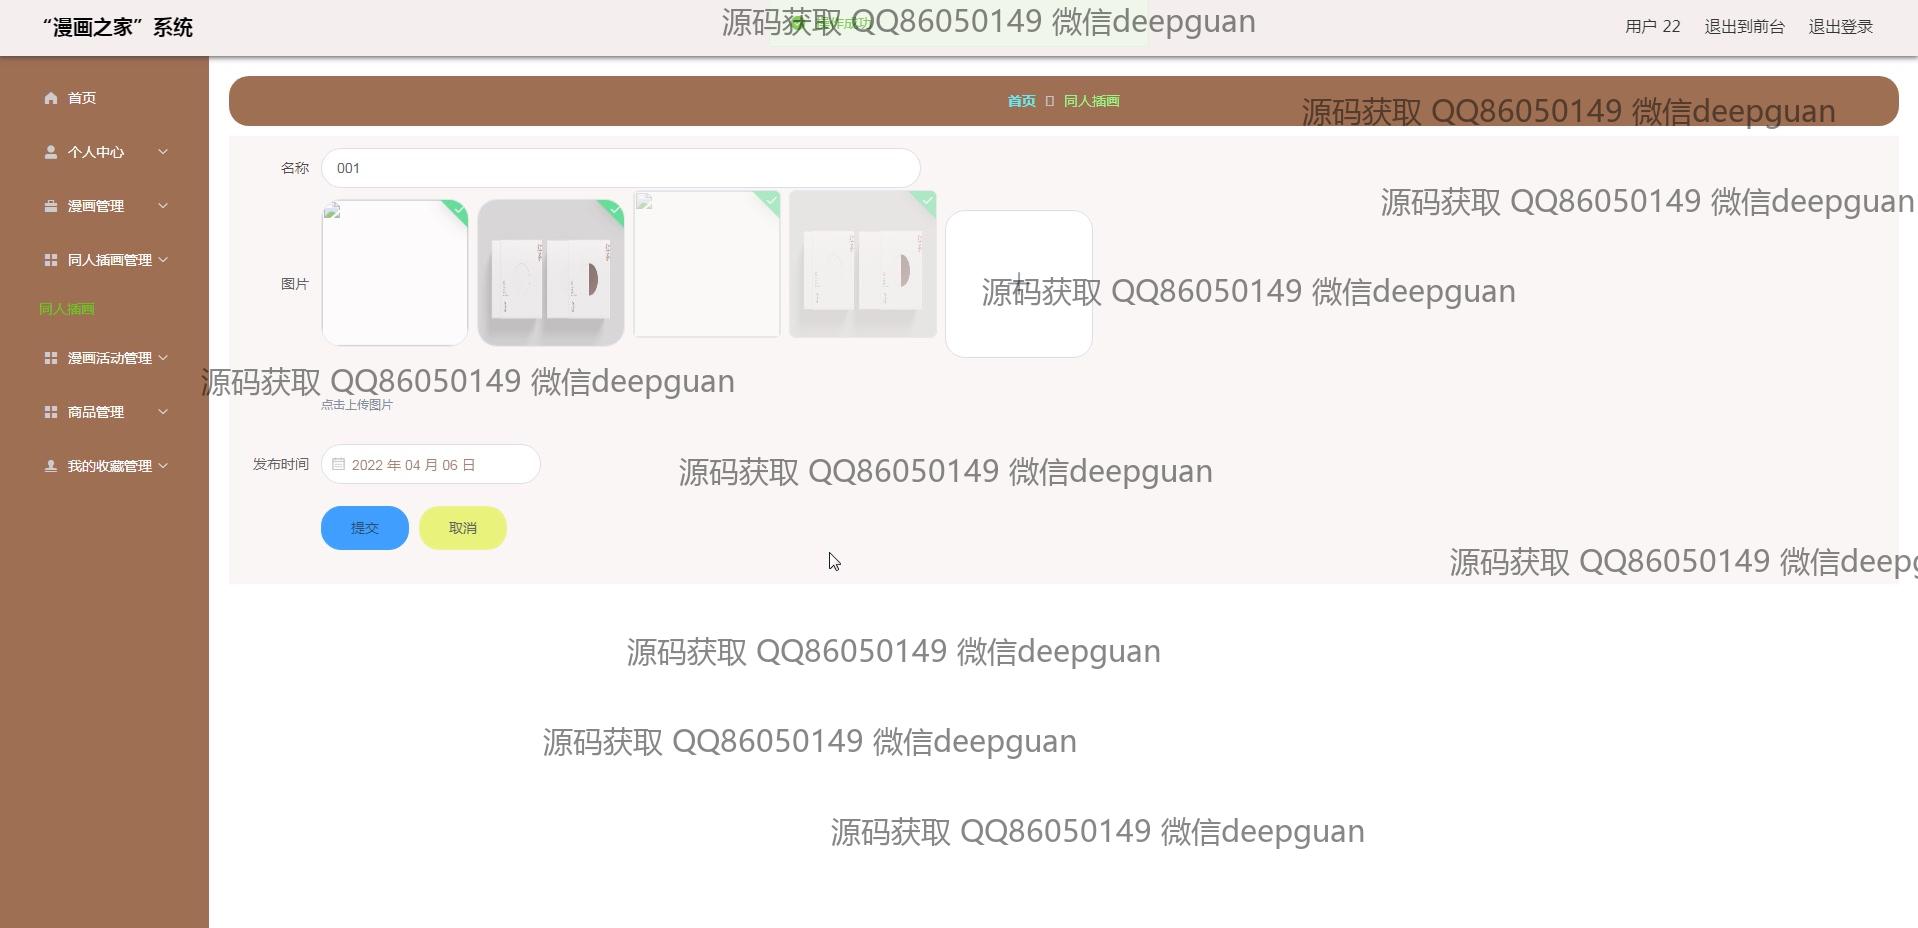 “漫画之家”系统
操作成功
源码获取 QQ86050149 微信deepguan
用户 22
退出到前台
退出登录
首页
个人中心
漫画管理
同人插画管理
同人插画
漫画活动管理
商品管理
我的收藏管理
首页
同人插画
源码获取 QQ86050149 微信deepguan
名称
001
源码获取 QQ86050149 微信deepguan
图片
源码获取 QQ86050149 微信deepguan
源码获取 QQ86050149 微信deepguan
点击上传图片
发布时间
2022 年 04 月 06 日
源码获取 QQ86050149 微信deepguan
提交
取消
源码获取 QQ86050149 微信deep
源码获取 QQ86050149 微信deepguan
源码获取 QQ86050149 微信deepguan
源码获取 QQ86050149 微信deepguan